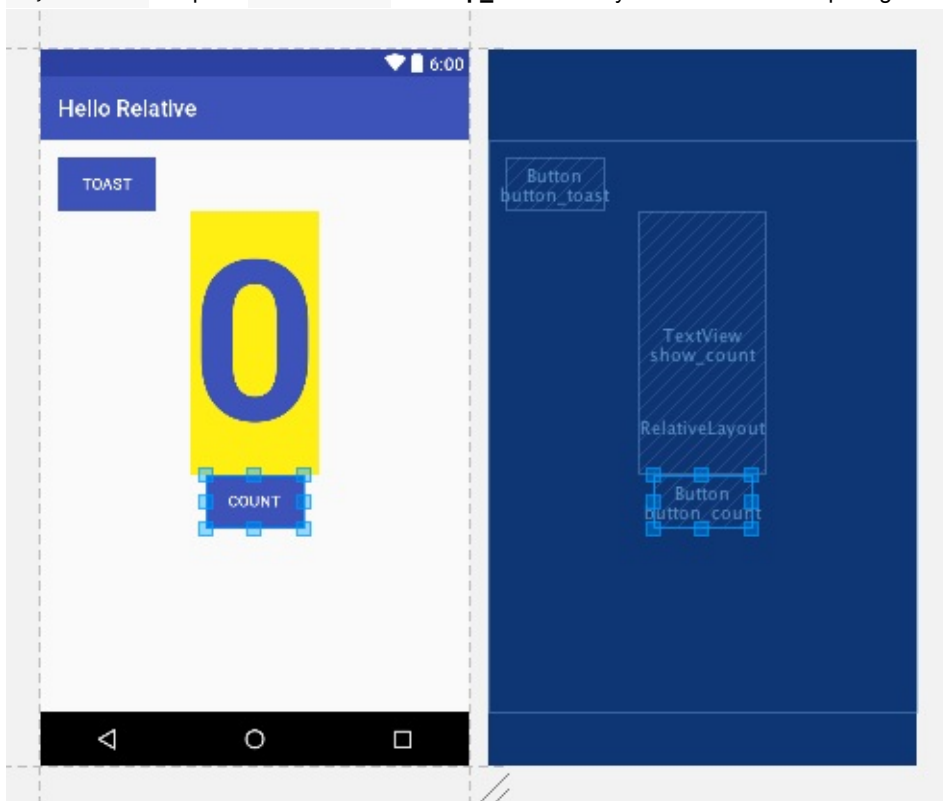 6:00
Hello Relative
TOAST
0
COUNT
Button
button_toast
TextView
show_count
RelativeLayout
Button
button_count